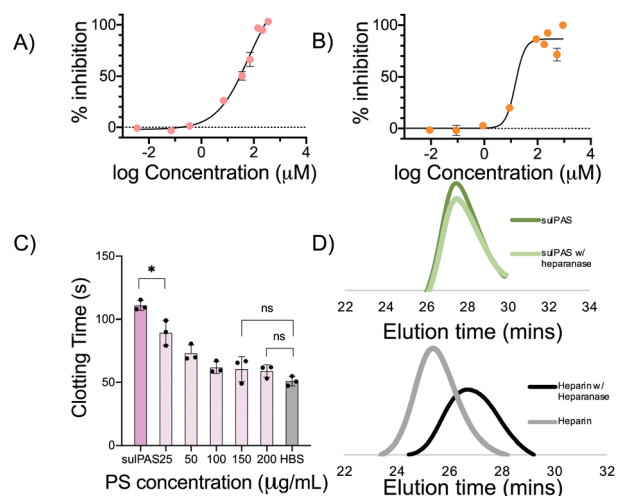 A)
% inhibition
100
50
0
-2 0 2 4
log Concentration (μM)
B)
% inhibition
100
50
0
-2 0 2 4
log Concentration (μM)
C)
Clotting Time (s)
150
100
50
0
*
ns
ns
sulPAS 25 50 100 150 200 HBS
PS concentration (μg/mL)
D)
sulPAS
sulPAS w/
heparanase
22 24 26 28 30 32 34
Elution time (mins)
Heparin w/
Heparanase
Heparin
22 24 26 28 30 32
Elution time (mins)